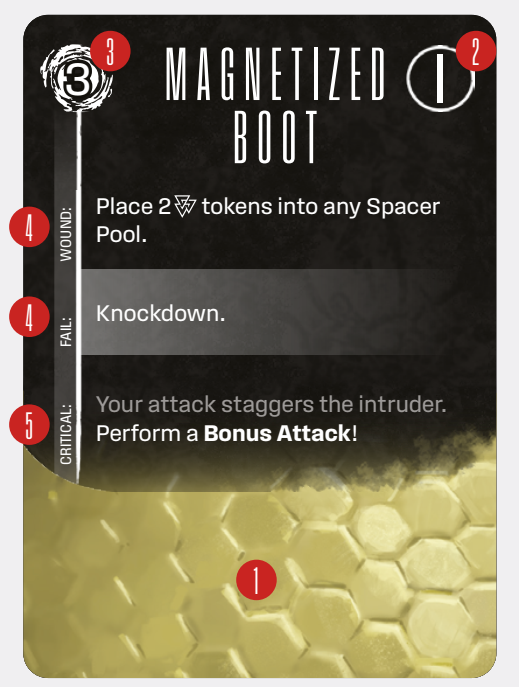 3
3
MAGNETIZED
BOOT
I
2
4
WOUND:
Place 2 tokens into any Spacer
Pool.
4
FAIL:
Knockdown.
5
CRITICAL:
Your attack staggers the intruder.
Perform a Bonus Attack!
1